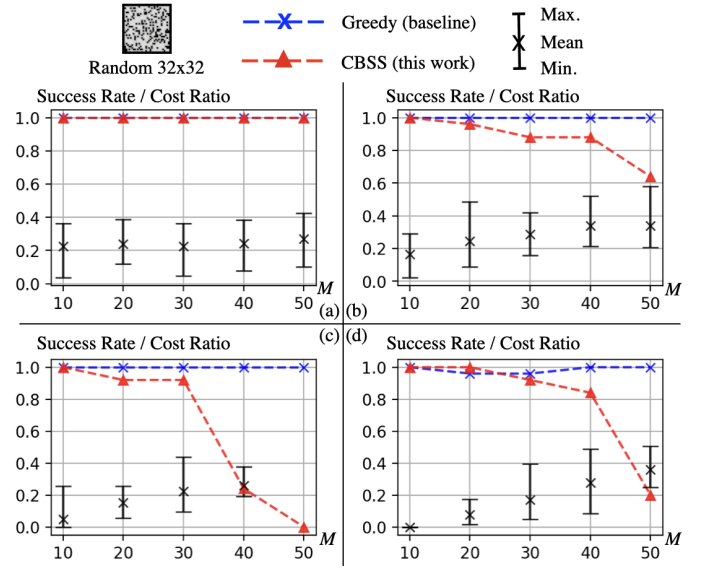 Random 32x32
Greedy (baseline)
CBSS (this work)
Max.
Mean
Min.
Success Rate / Cost Ratio
1.0
0.8
0.6
0.4
0.2
0.0
10 20 30 40 50 M
(a)
Success Rate / Cost Ratio
1.0
0.8
0.6
0.4
0.2
0.0
10 20 30 40 50 M
(b)
(c)
Success Rate / Cost Ratio
1.0
0.8
0.6
0.4
0.2
0.0
10 20 30 40 50 M
(d)
Success Rate / Cost Ratio
1.0
0.8
0.6
0.4
0.2
0.0
10 20 30 40 50 M